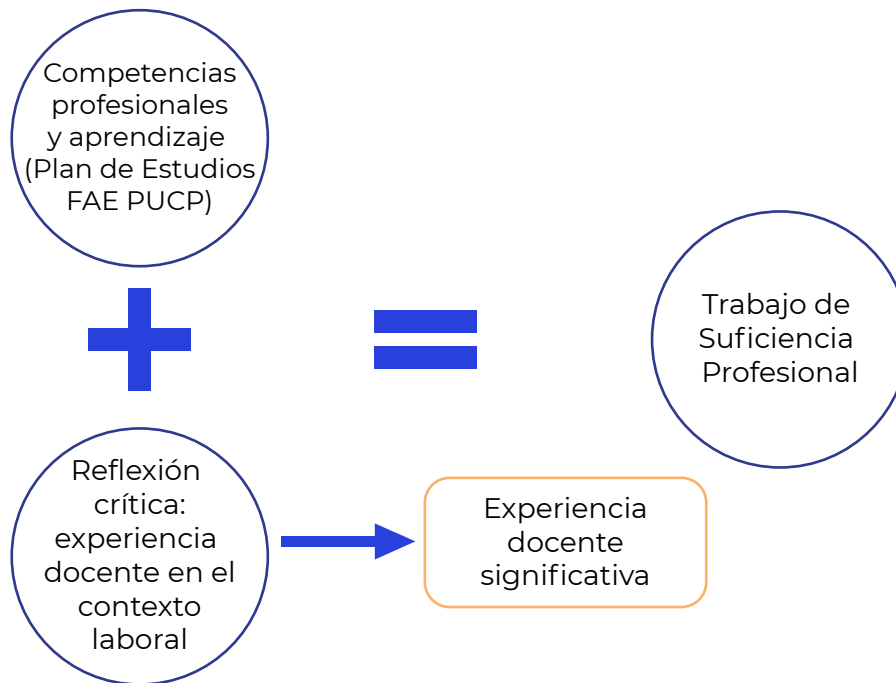 Competencias
profesionales
y aprendizaje
(Plan de Estudios
FAE PUCP)
Trabajo de
Suficiencia
Profesional
Reflexión
crítica:
experiencia
docente en el
contexto
laboral
Experiencia
docente
significativa